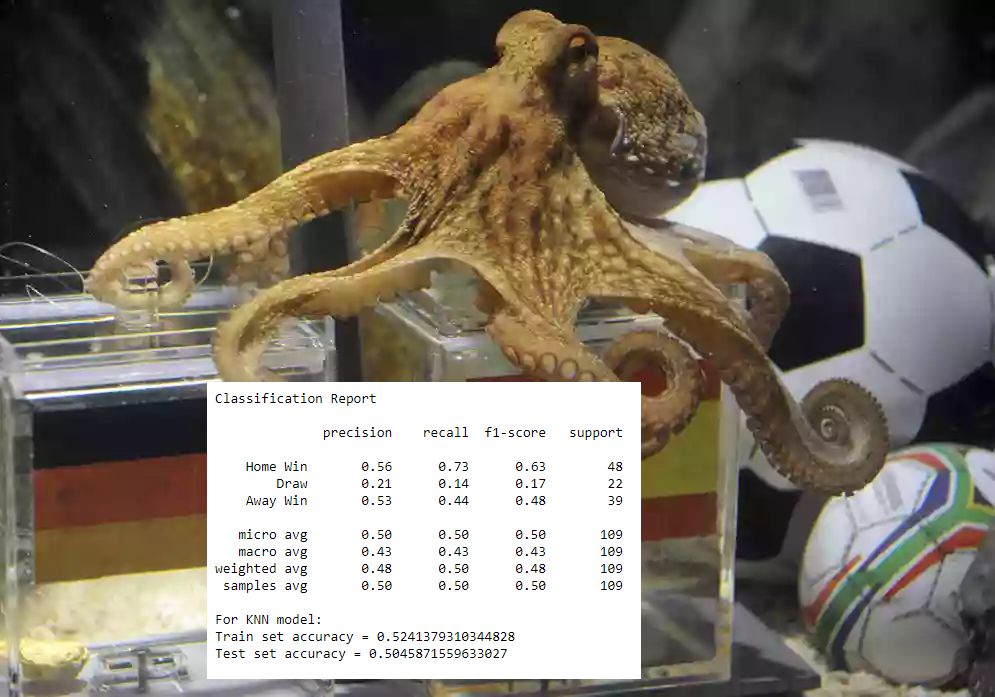 Classification Report
precision recall f1-score support
Home Win 0.56 0.73 0.63 48
Draw 0.21 0.14 0.17 22
Away Win 0.53 0.44 0.48 39
micro avg 0.50 0.50 0.50 109
macro avg 0.43 0.43 0.43 109
weighted avg 0.48 0.50 0.48 109
samples avg 0.50 0.50 0.50 109
For KNN model:
Train set accuracy = 0.5241379310344828
Test set accuracy = 0.5045871559633027